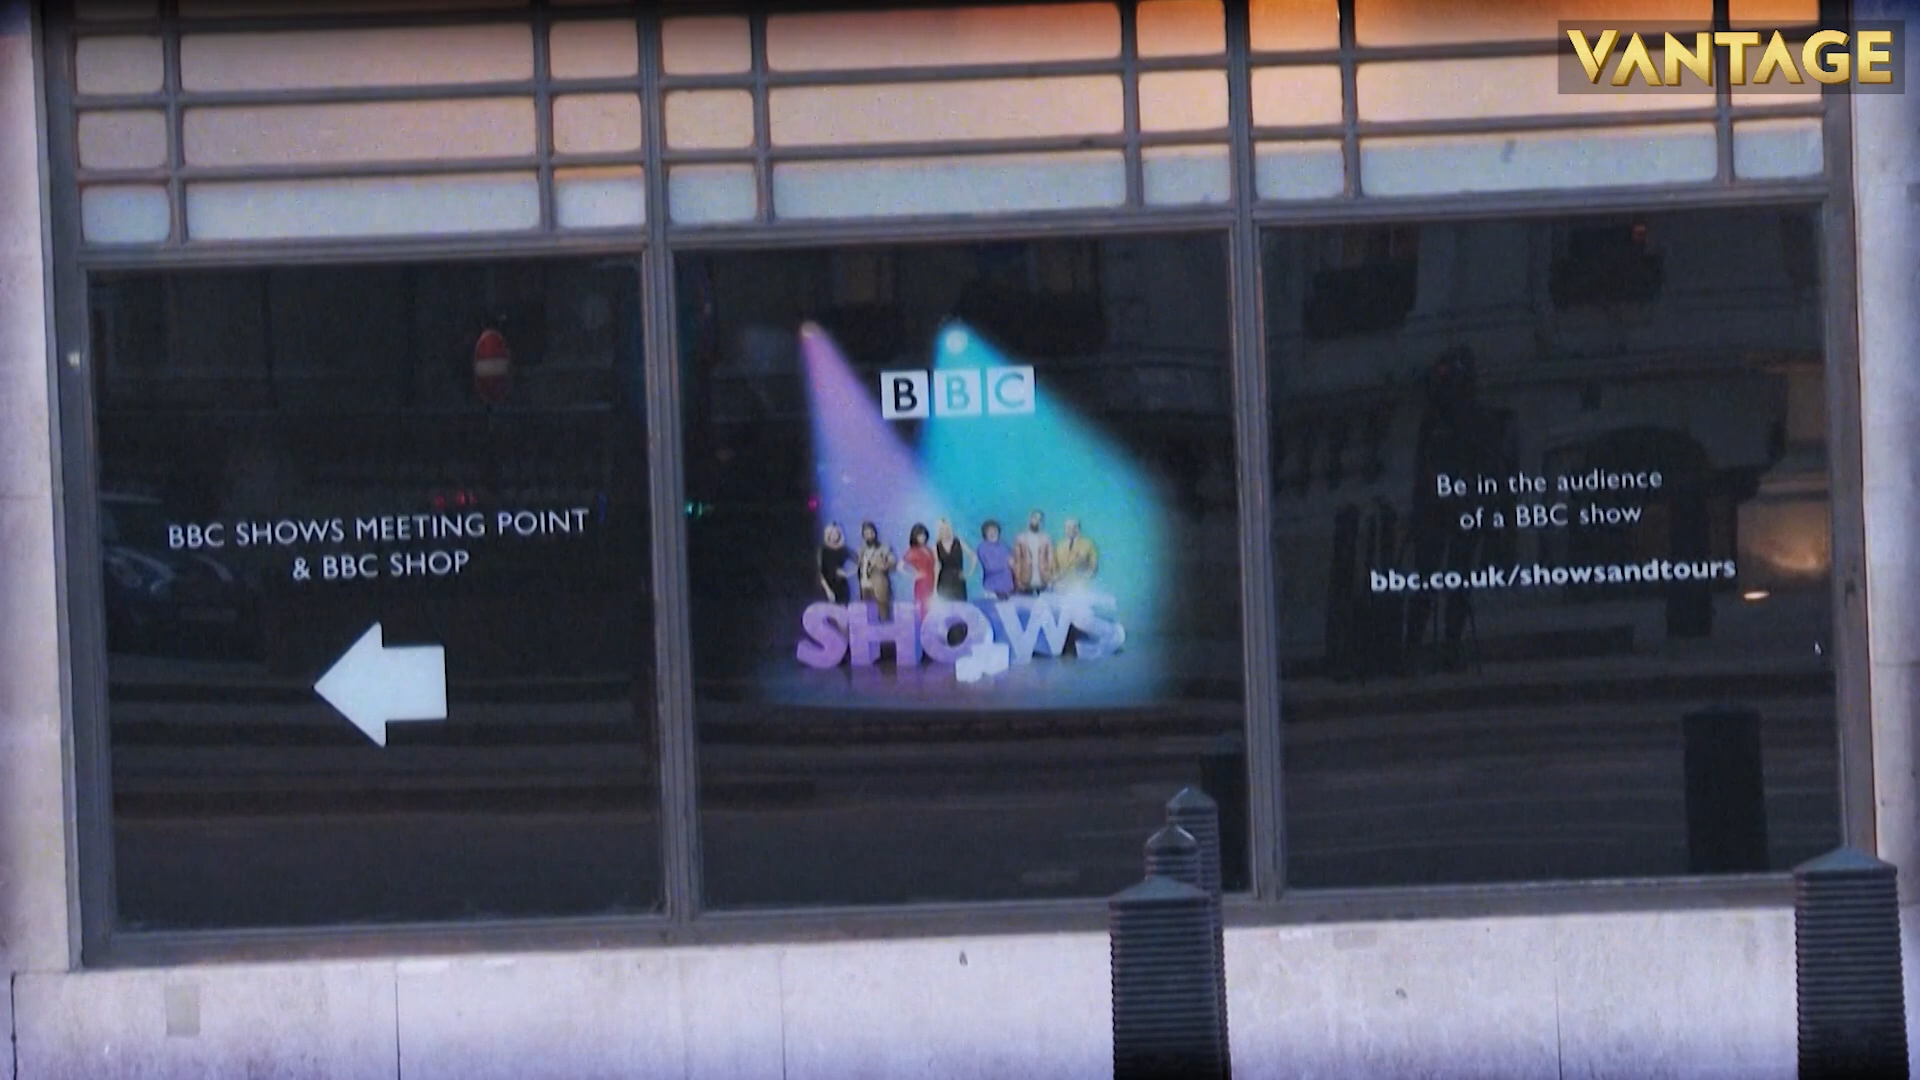 VANTAGE
BBC
SHOWS
BBC SHOWS MEETING POINT
& BBC SHOP
Be in the audience
of a BBC show
bbc.co.uk/showsandtours